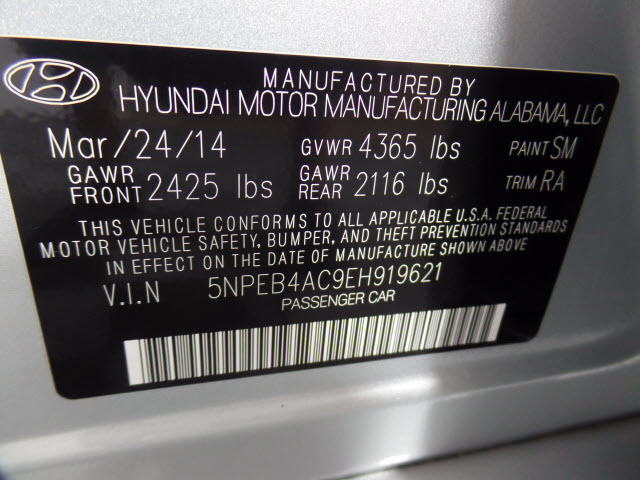 MANUFACTURED BY
HYUNDAI MOTOR MANUFACTURING ALABAMA, LLC
Mar/24/14 GVWR 4365 lbs PAINT SM
GAWR FRONT 2425 lbs GAWR REAR 2116 lbs TRIM RA
THIS VEHICLE CONFORMS TO ALL APPLICABLE U.S.A. FEDERAL
MOTOR VEHICLE SAFETY, BUMPER, AND THEFT PREVENTION STANDARDS
IN EFFECT ON THE DATE OF MANUFACTURE SHOWN ABOVE
V.I.N 5NPEB4AC9EH919621
PASSENGER CAR